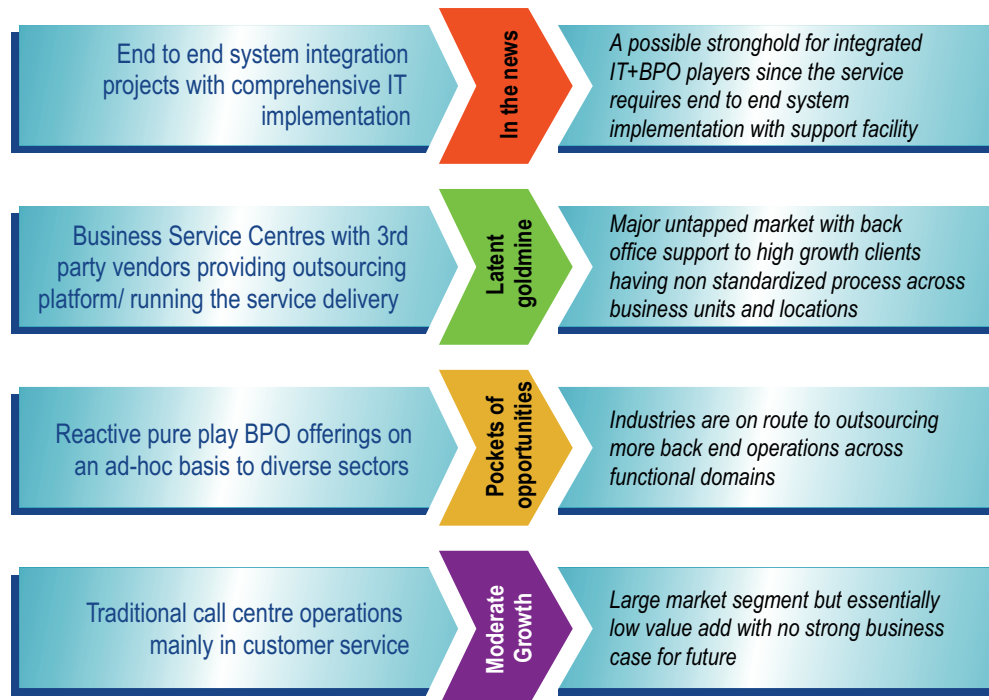 End to end system integration
projects with comprehensive IT
implementation
In the news
A possible stronghold for integrated
IT+BPO players since the service
requires end to end system
implementation with support facility
Business Service Centres with 3rd
party vendors providing outsourcing
platform/ running the service delivery
Latent
goldmine
Major untapped market with back
office support to high growth clients
having non standardized process across
business units and locations
Reactive pure play BPO offerings on
an ad-hoc basis to diverse sectors
Pockets of
opportunities
Industries are on route to outsourcing
more back end operations across
functional domains
Traditional call centre operations
mainly in customer service
Moderate
Growth
Large market segment but essentially
low value add with no strong business
case for future